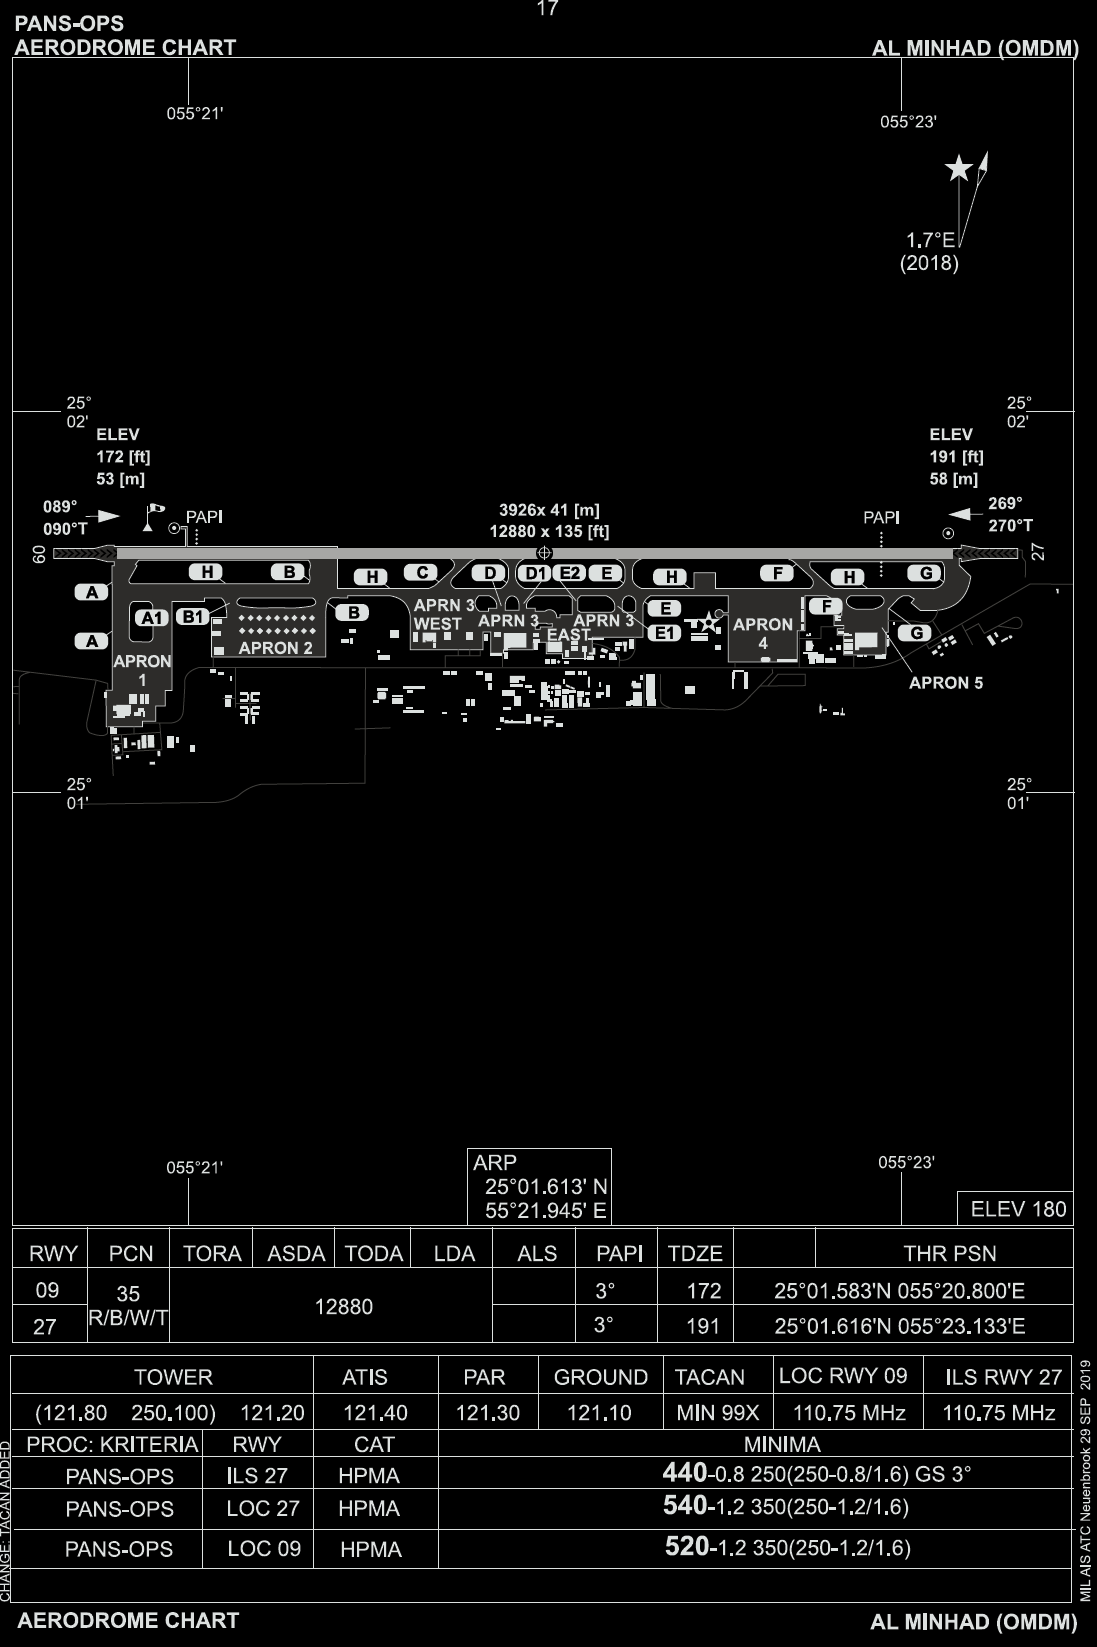 17
PANS-OPS
AERODROME CHART
AL MINHAD (OMDM)
055°21'
055°23'
1.7°E
(2018)
25°
02'
25°
02'
ELEV
172 [ft]
53 [m]
ELEV
191 [ft]
58 [m]
089°
090°T
PAPI
3926x 41 [m]
12880 x 135 [ft]
PAPI
269°
270°T
60
27
H
B
H
C
D
D1
E2
E
H
F
H
G
A
A1
B1
B
APRN 3
WEST
APRN 3
APRN 3
EAST
E
E1
F
E
G
A
APRON
1
APRON 2
APRON
4
APRON 5
25°
01'
25°
01'
055°21'
055°23'
ARP
25°01.613' N
55°21.945' E
ELEV 180
RWY PCN TORA ASDA TODA LDA ALS PAPI TDZE THR PSN
09 35 R/B/W/T 12880 3° 172 25°01.583'N 055°20.800'E
27 3° 191 25°01.616'N 055°23.133'E
TOWER ATIS PAR GROUND TACAN LOC RWY 09 ILS RWY 27
(121.80 250.100) 121.20 121.40 121.30 121.10 MIN 99X 110.75 MHz 110.75 MHz
PROC: KRITERIA RWY CAT MINIMA
PANS-OPS ILS 27 HPMA 440-0.8 250(250-0.8/1.6) GS 3°
PANS-OPS LOC 27 HPMA 540-1.2 350(250-1.2/1.6)
PANS-OPS LOC 09 HPMA 520-1.2 350(250-1.2/1.6)
CHANGE: TACAN ADDED
MIL AIS ATC Neuenbrook 29 SEP 2019
AERODROME CHART
AL MINHAD (OMDM)